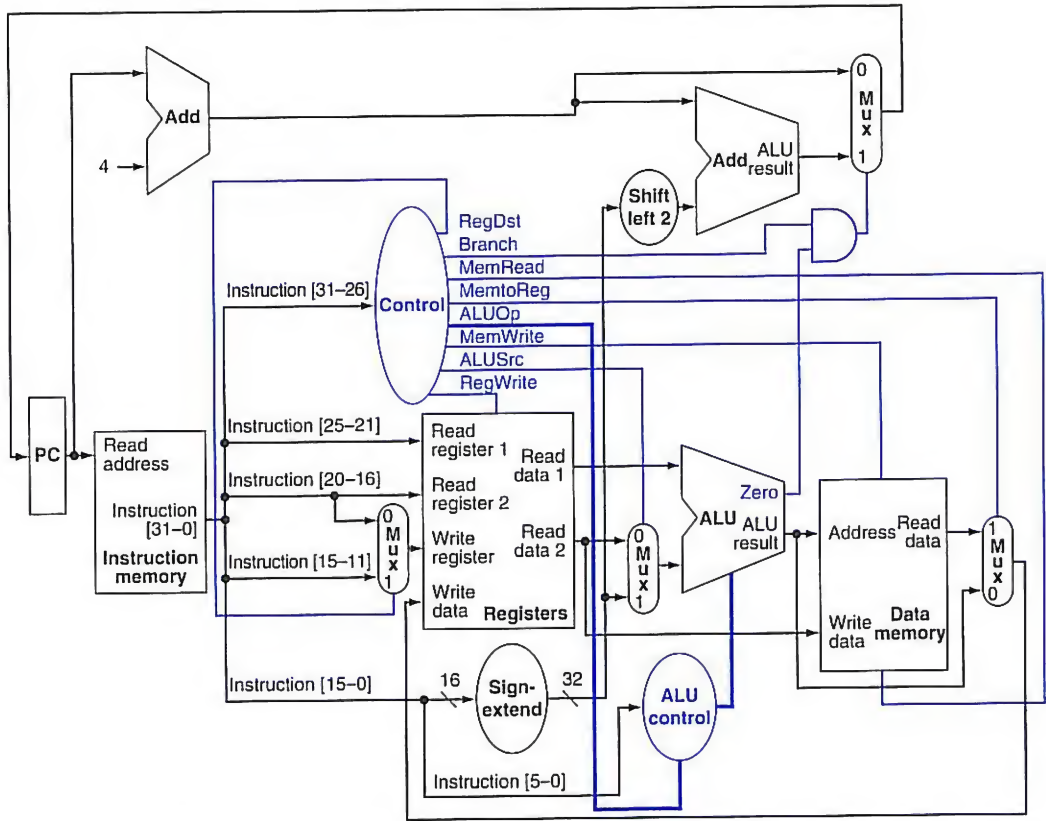 Add
4
0
Mux
1
Add
ALU
result
Shift
left 2
RegDst
Branch
MemRead
MemtoReg
ALUOp
MemWrite
ALUSrc
RegWrite
Control
Instruction [31–26]
Instruction [25–21]
Instruction [20–16]
Instruction [15–11]
Instruction [15–0]
Instruction [5–0]
PC
Read
address
Instruction
[31–0]
Instruction
memory
0
Mux
1
Read
register 1
Read
register 2
Write
register
Write
data
Read
data 1
Read
data 2
Registers
16
Sign-
extend
32
0
Mux
1
Zero
ALU
ALU
result
ALU
control
Address
Read
data
Write
data
Data
memory
1
Mux
0